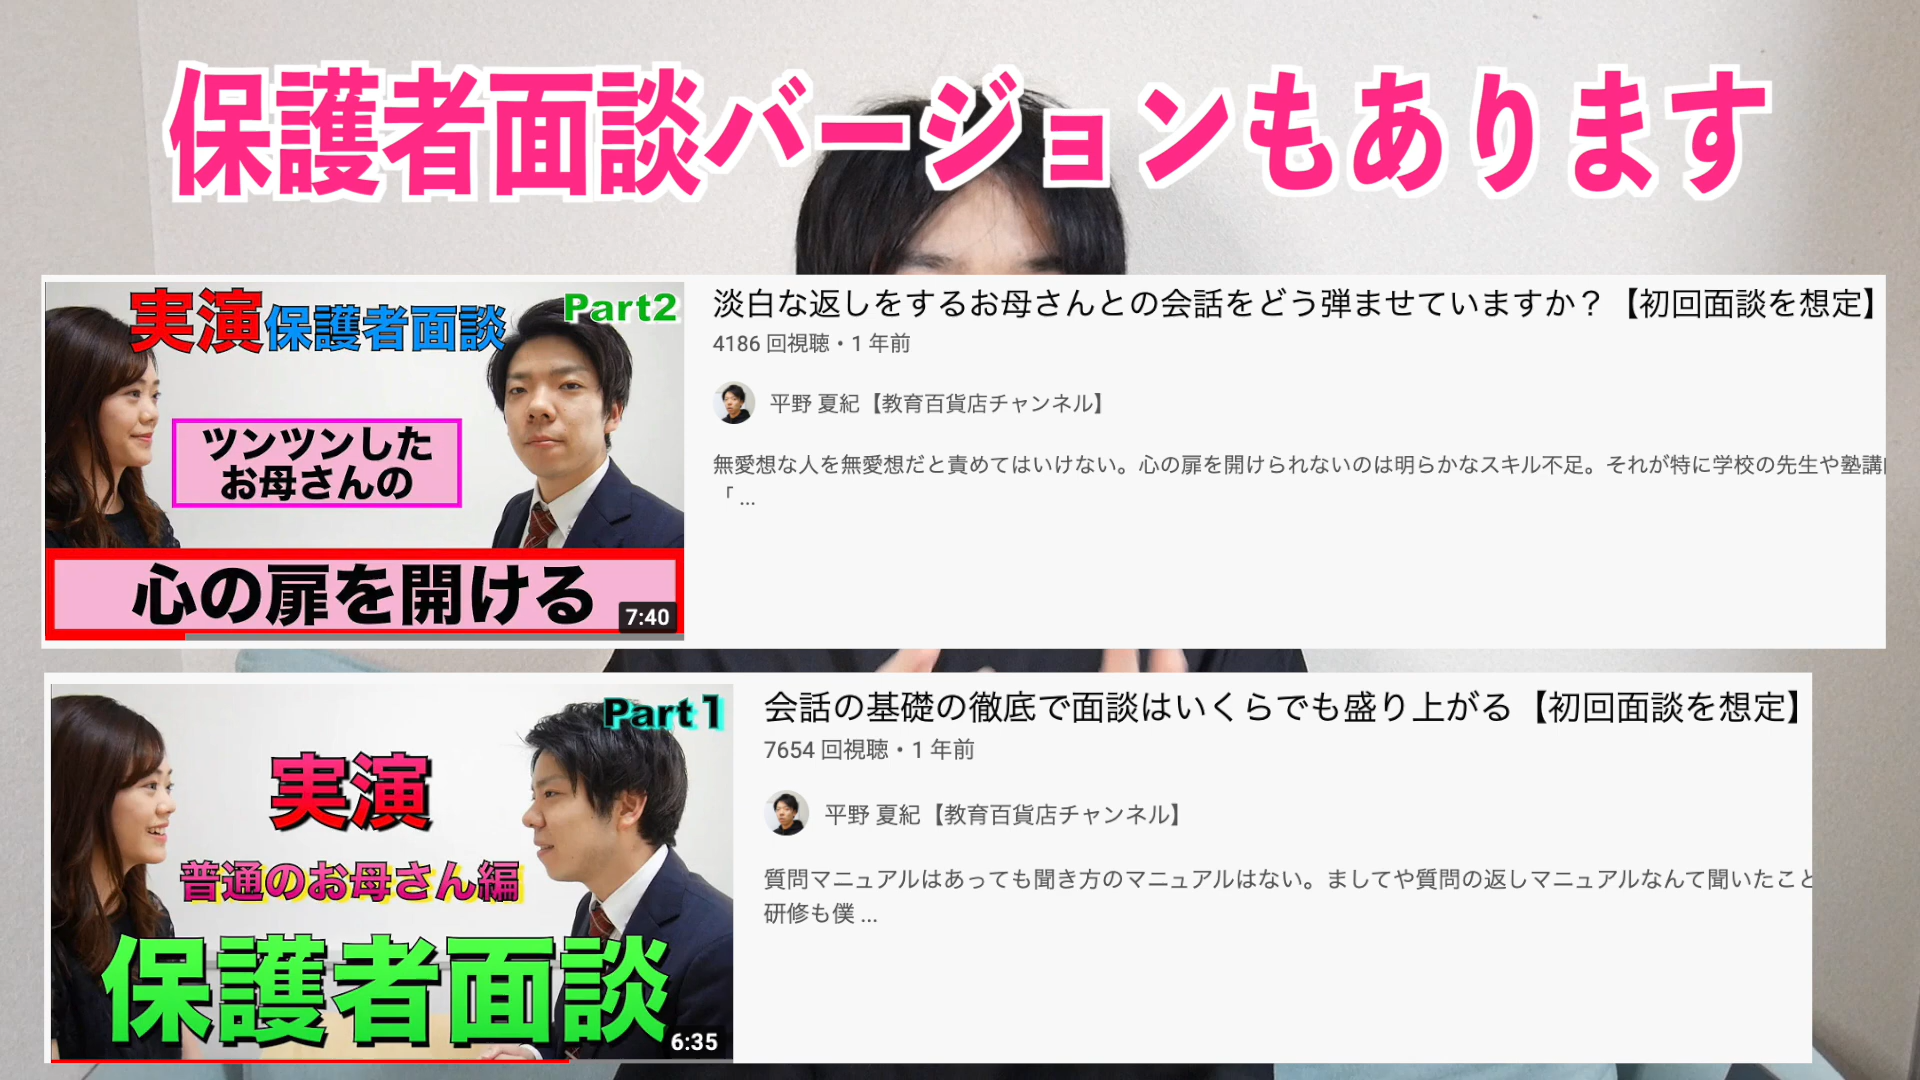 保護者面談バージョンもあります
実演保護者面談
Part2
ツンツンした
お母さんの
心の扉を開ける
7:40
淡白な返しをするお母さんとの会話をどう弾ませていますか？【初回面談を想定】
4186 回視聴・1 年前
平野 夏紀【教育百貨店チャンネル】
無愛想な人を無愛想だと責めてはいけない。心の扉を開けられないのは明らかなスキル不足。それが特に学校の先生や塾講
「 ...
Part1
実演
普通のお母さん編
保護者面談
6:35
会話の基礎の徹底で面談はいくらでも盛り上がる【初回面談を想定】
7654 回視聴・1 年前
平野 夏紀【教育百貨店チャンネル】
質問マニュアルはあっても聞き方のマニュアルはない。ましてや質問の返しマニュアルなんて聞いたこと
研修も僕 ...